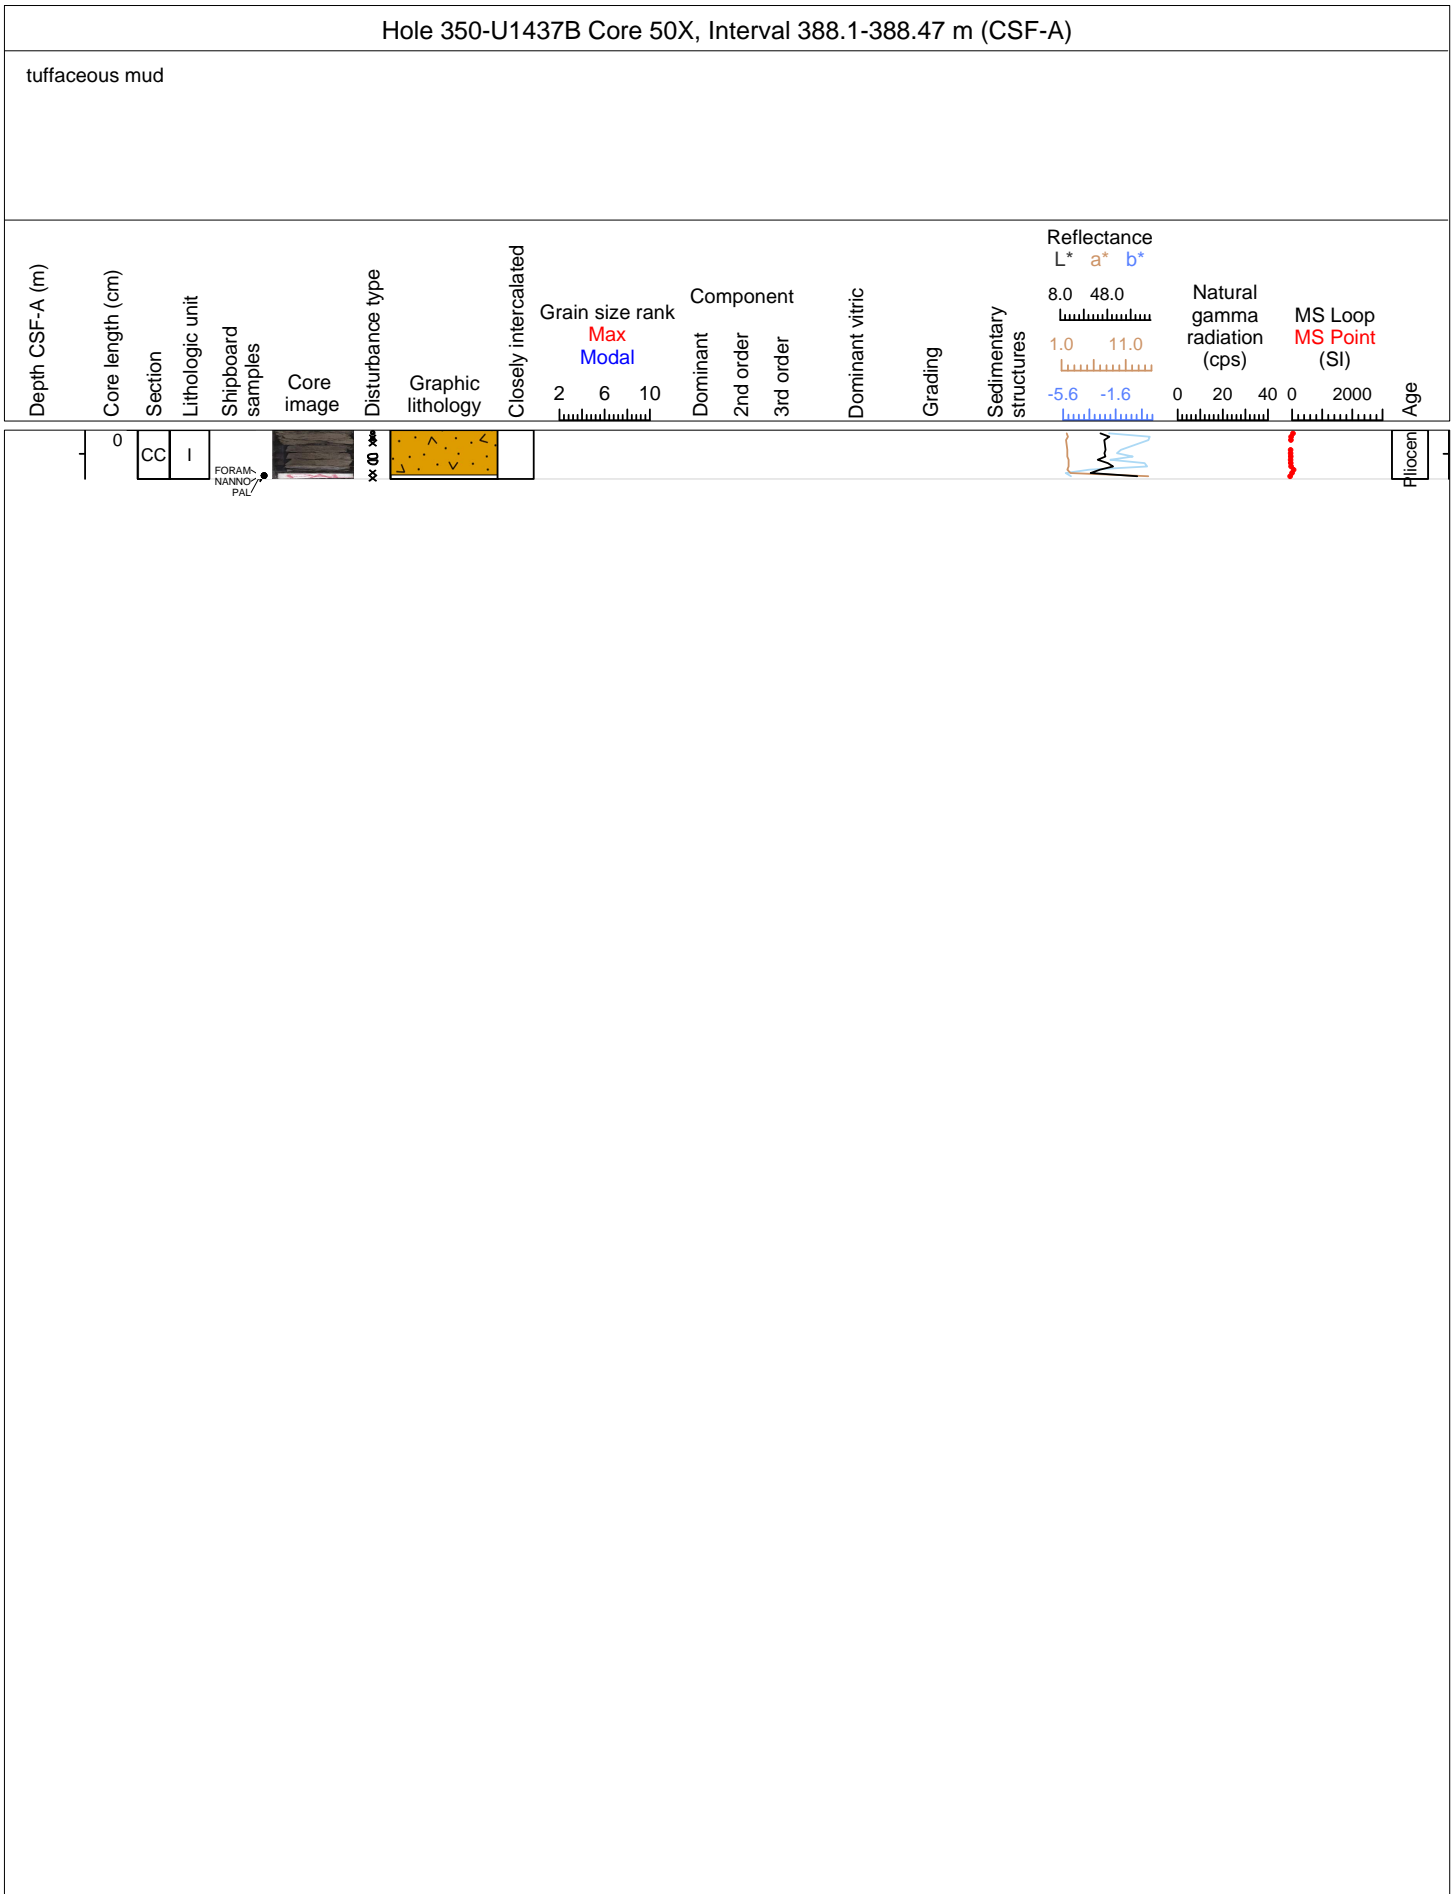 Hole 350-U1437B Core 50X, Interval 388.1-388.47 m (CSF-A)
tuffaceous mud
Depth CSF-A (m)
Core length (cm)
Section
Lithologic unit
Shipboard
samples
Core
image
Disturbance type
Graphic
lithology
Closely intercalated
Grain size rank
Max
Modal
2 6 10
Component
Dominant
2nd order
3rd order
Dominant vitric
Grading
Sedimentary
structures
Reflectance
L* a* b*
8.0 48.0
1.0 11.0
-5.6 -1.6
Natural
gamma
radiation
(cps)
0 20 40
MS Loop
MS Point
(SI)
0 2000
Age
0
CC
I
FORAM
NANNO
PAL
Pliocen